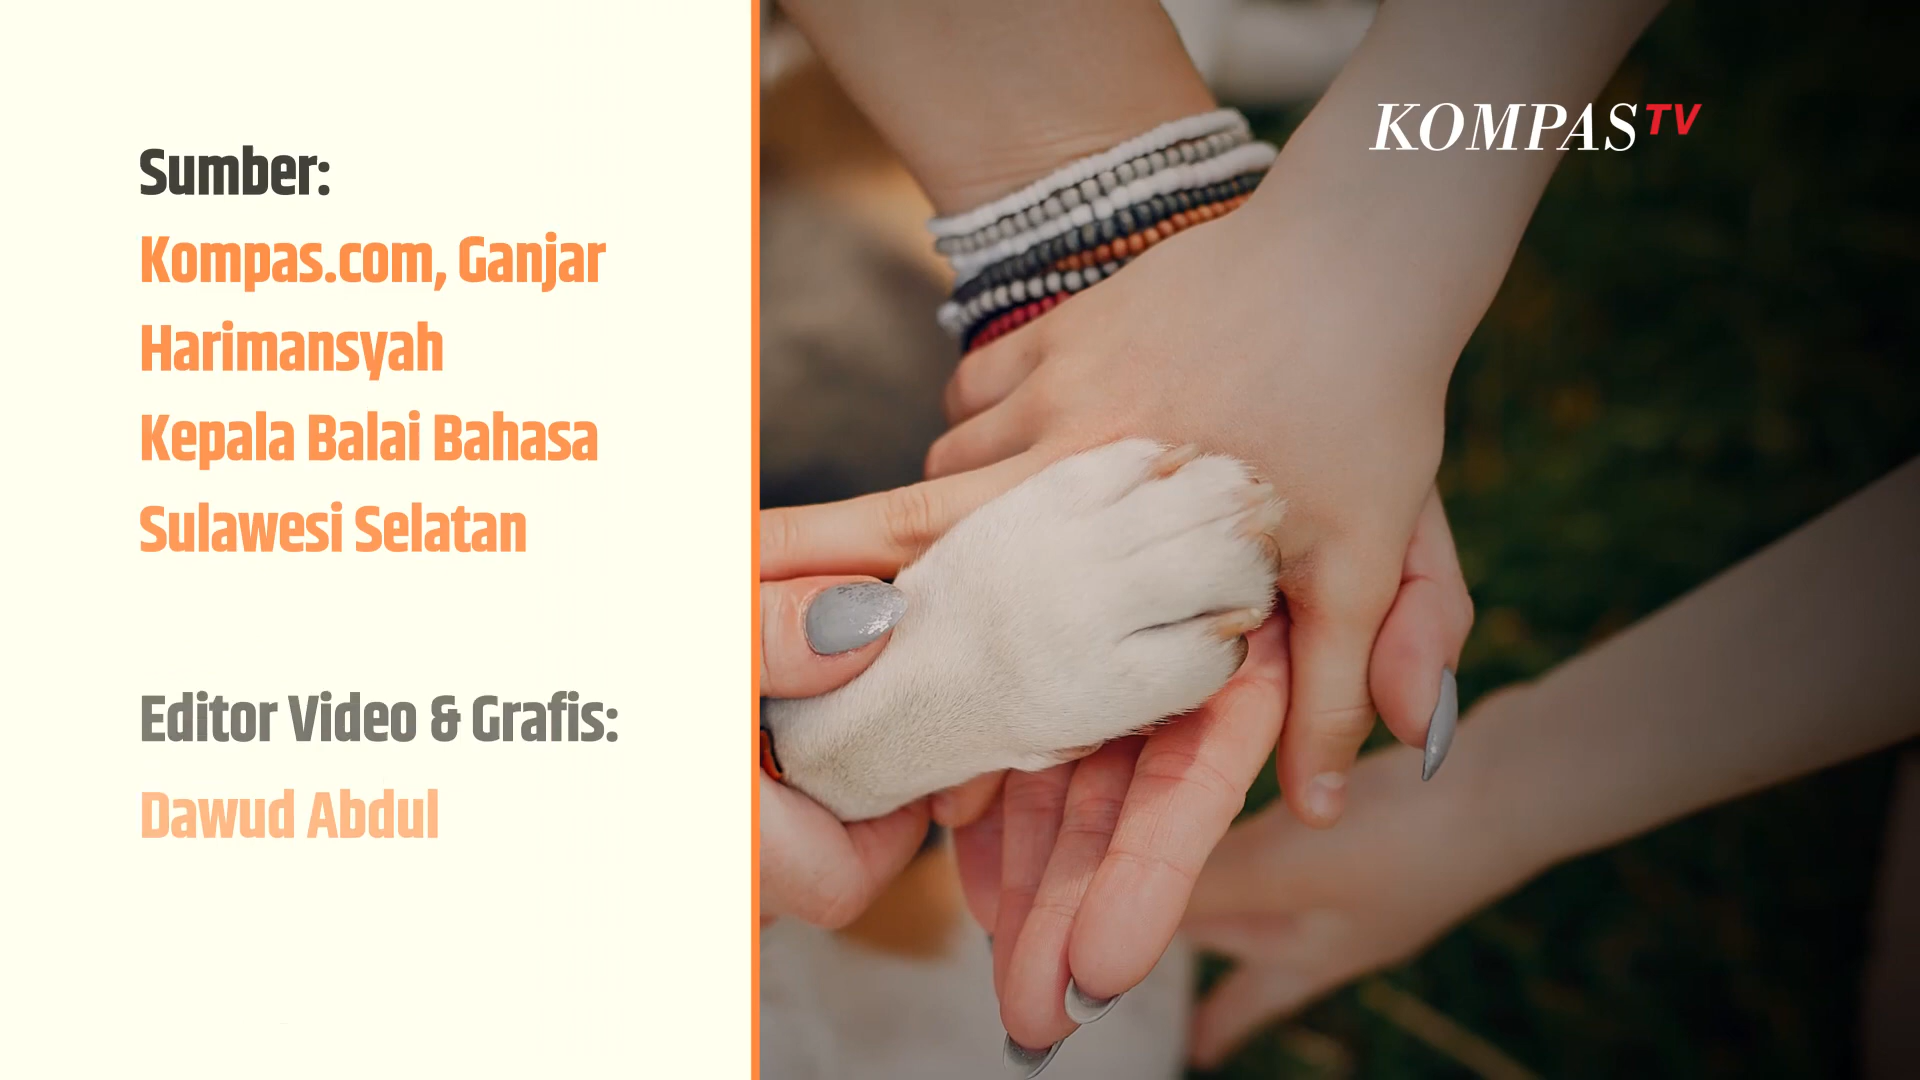 Sumber:
Kompas.com, Ganjar
Harimansyah
Kepala Balai Bahasa
Sulawesi Selatan
Editor Video & Grafis:
Dawud Abdul
KOMPAS TV